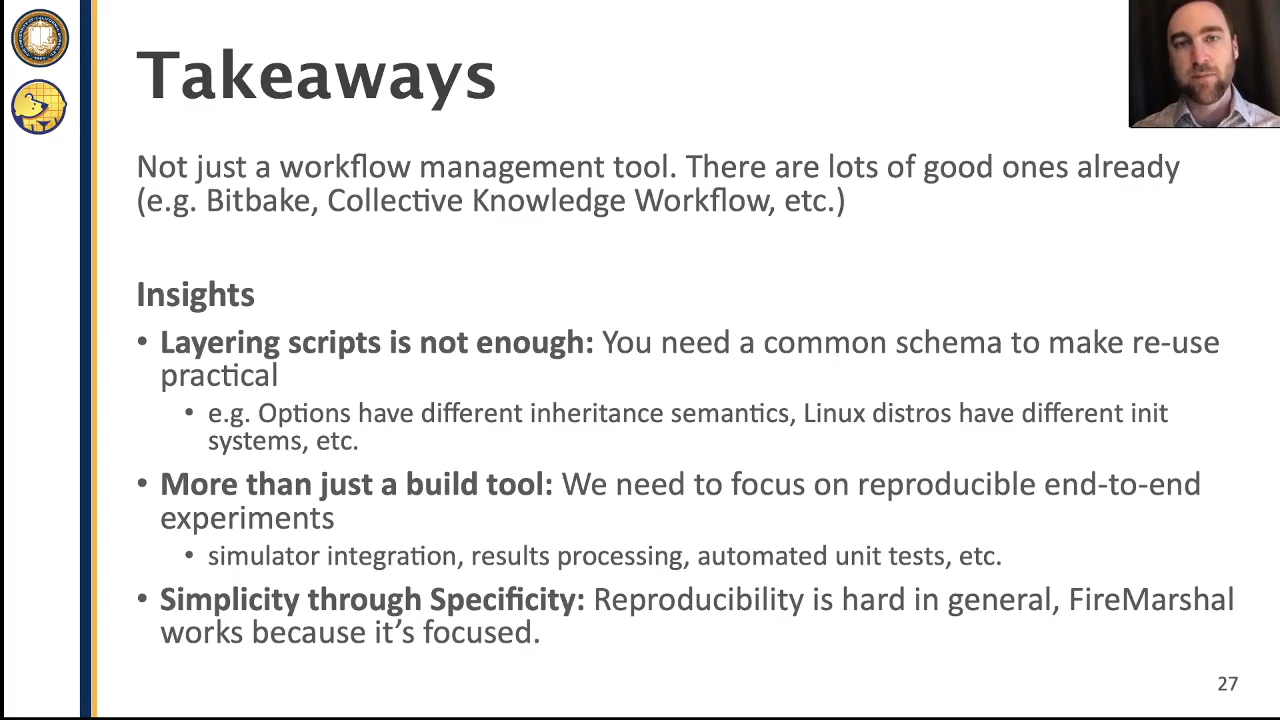 Takeaways
Not just a workflow management tool. There are lots of good ones already
(e.g. Bitbake, Collective Knowledge Workflow, etc.)
Insights
• Layering scripts is not enough: You need a common schema to make re-use
practical
• e.g. Options have different inheritance semantics, Linux distros have different init
systems, etc.
• More than just a build tool: We need to focus on reproducible end-to-end
experiments
• simulator integration, results processing, automated unit tests, etc.
• Simplicity through Specificity: Reproducibility is hard in general, FireMarshal
works because it’s focused.
27